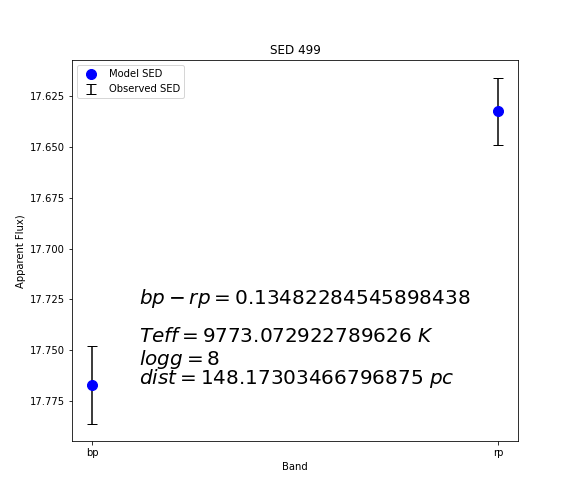 SED 499
Model SED
Observed SED
17.625
17.650
17.675
17.700
17.725
17.750
17.775
Apparent Flux)
bp − rp = 0.13482284545898438
Teff = 9773.072922789626 K
logg = 8
dist = 148.17303466796875 pc
bp
rp
Band